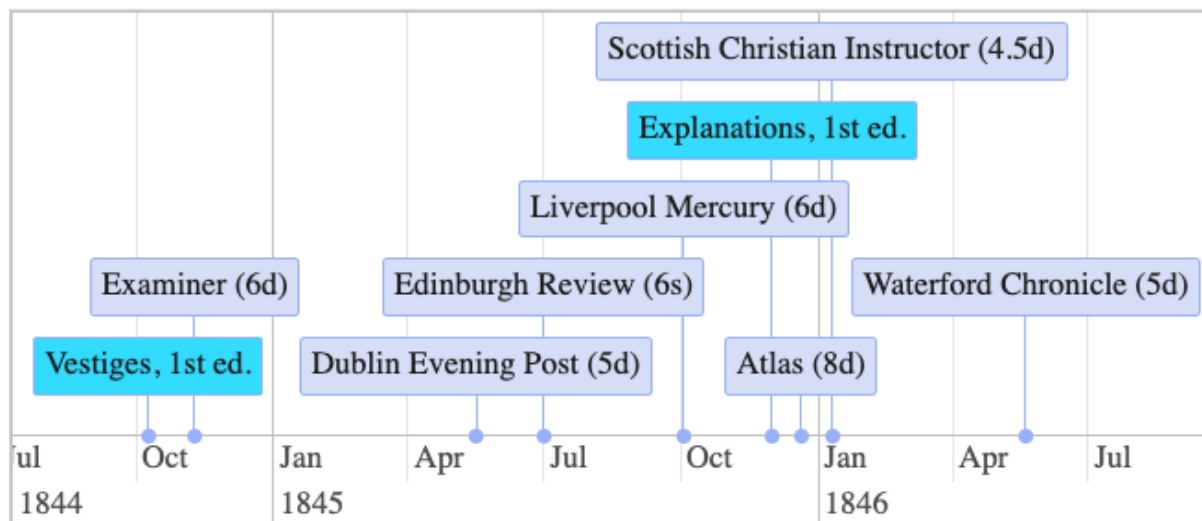 Scottish Christian Instructor (4.5d)
Explanations, 1st ed.
Liverpool Mercury (6d)
Examiner (6d)
Edinburgh Review (6s)
Waterford Chronicle (5d)
Vestiges, 1st ed.
Dublin Evening Post (5d)
Atlas (8d)
ul Oct Jan Apr Jul Oct Jan Apr Jul
1844 1845 1846